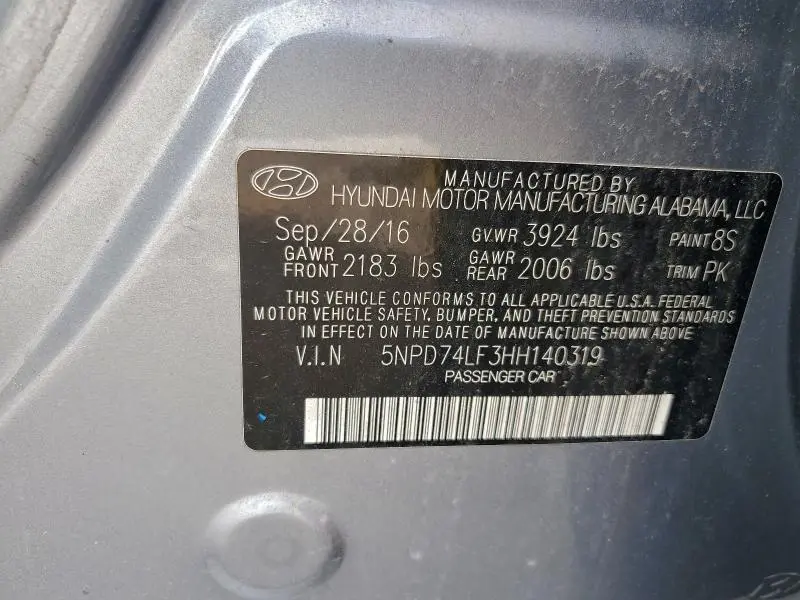 MANUFACTURED BY
HYUNDAI MOTOR MANUFACTURING ALABAMA, LLC
Sep/28/16 GVWR 3924 lbs PAINT 8S
GAWR FRONT 2183 lbs GAWR REAR 2006 lbs TRIM PK
THIS VEHICLE CONFORMS TO ALL APPLICABLE U.S.A. FEDERAL
MOTOR VEHICLE SAFETY, BUMPER, AND THEFT PREVENTION STANDARDS
IN EFFECT ON THE DATE OF MANUFACTURE SHOWN ABOVE
V.I.N 5NPD74LF3HH140319
PASSENGER CAR